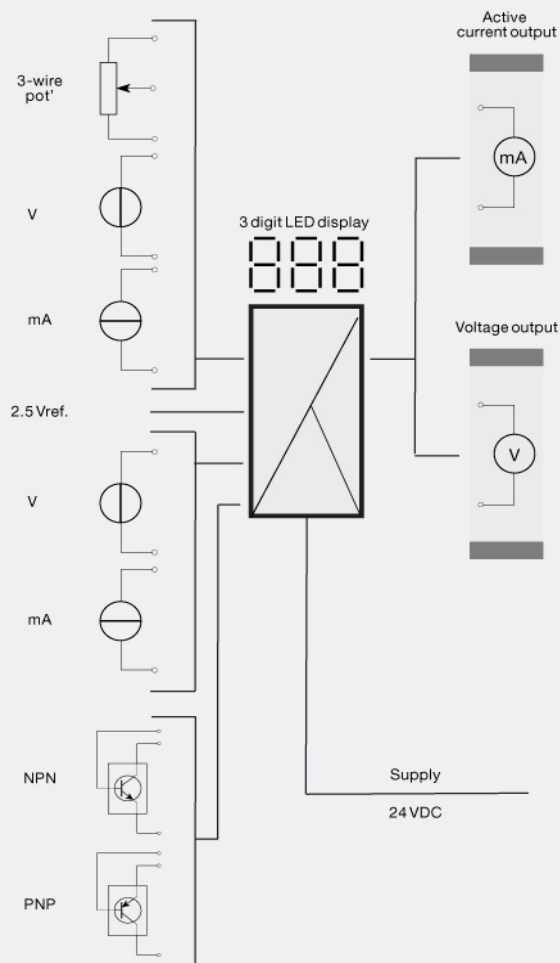 Active
current output
3-wire
pot'
mA
V
3 digit LED display
888
mA
Voltage output
2.5 Vref.
V
V
mA
NPN
Supply
24 VDC
PNP